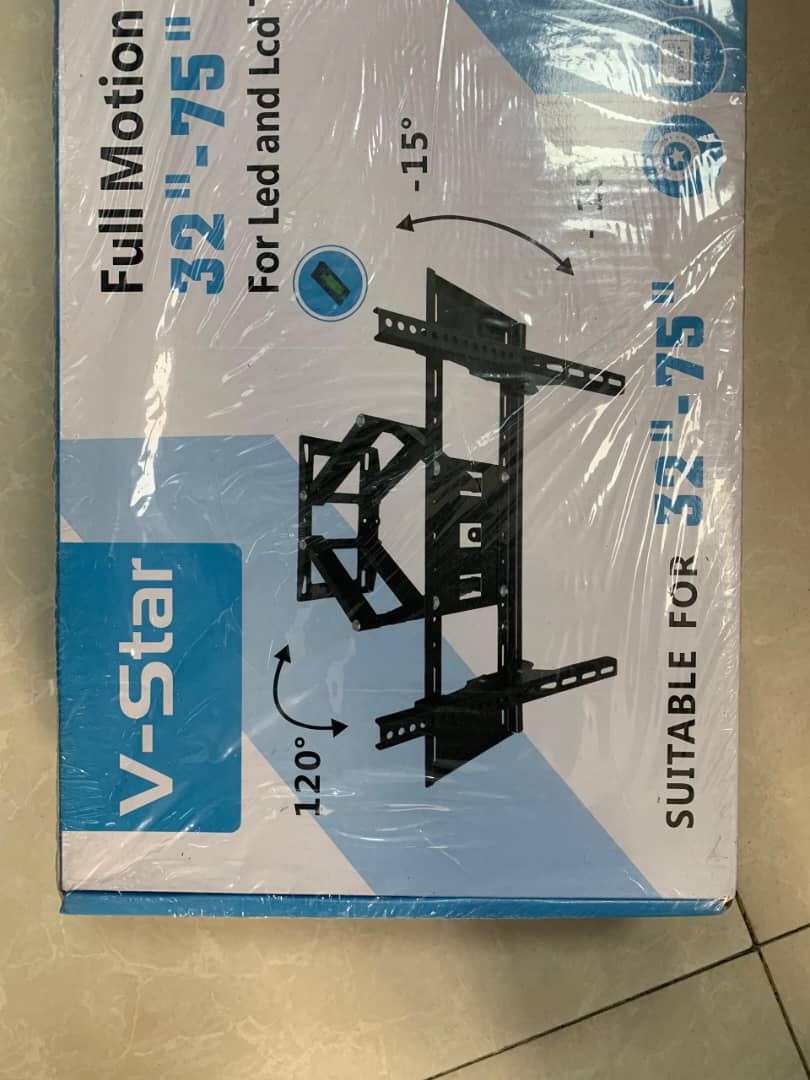 V-Star
Full Motion
32"-75"
For Led and Lcd
120°
-15°
SUITABLE FOR 32"-75"